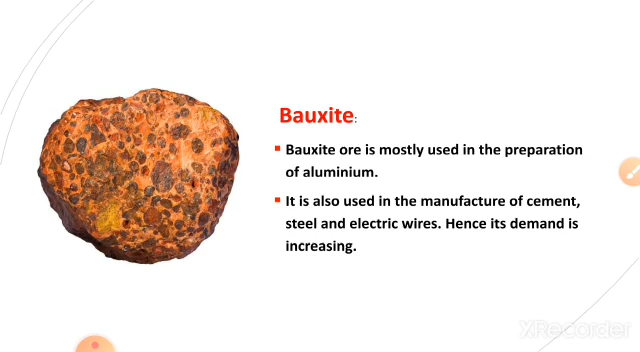 Bauxite:
Bauxite ore is mostly used in the preparation
of aluminium.
It is also used in the manufacture of cement,
steel and electric wires. Hence its demand is
increasing.
XRecorder